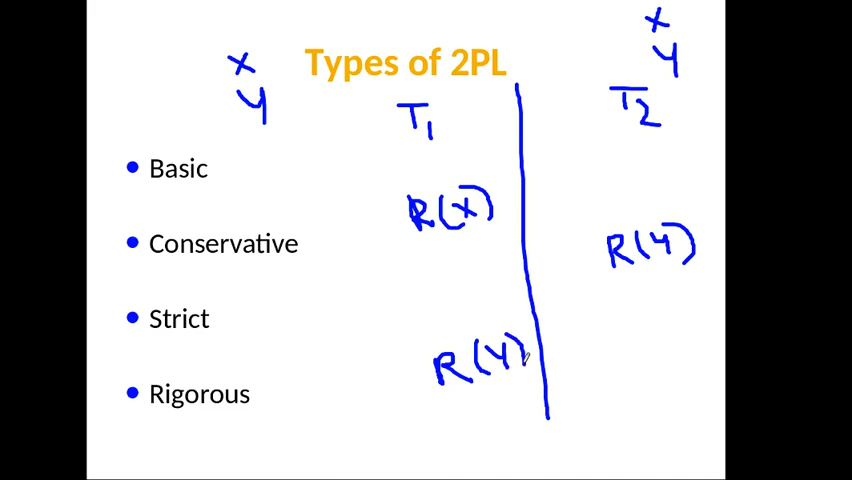 X
Y
Types of 2PL
X
Y
T1
T2
• Basic
R(X)
• Conservative
R(Y)
• Strict
R(Y)
• Rigorous